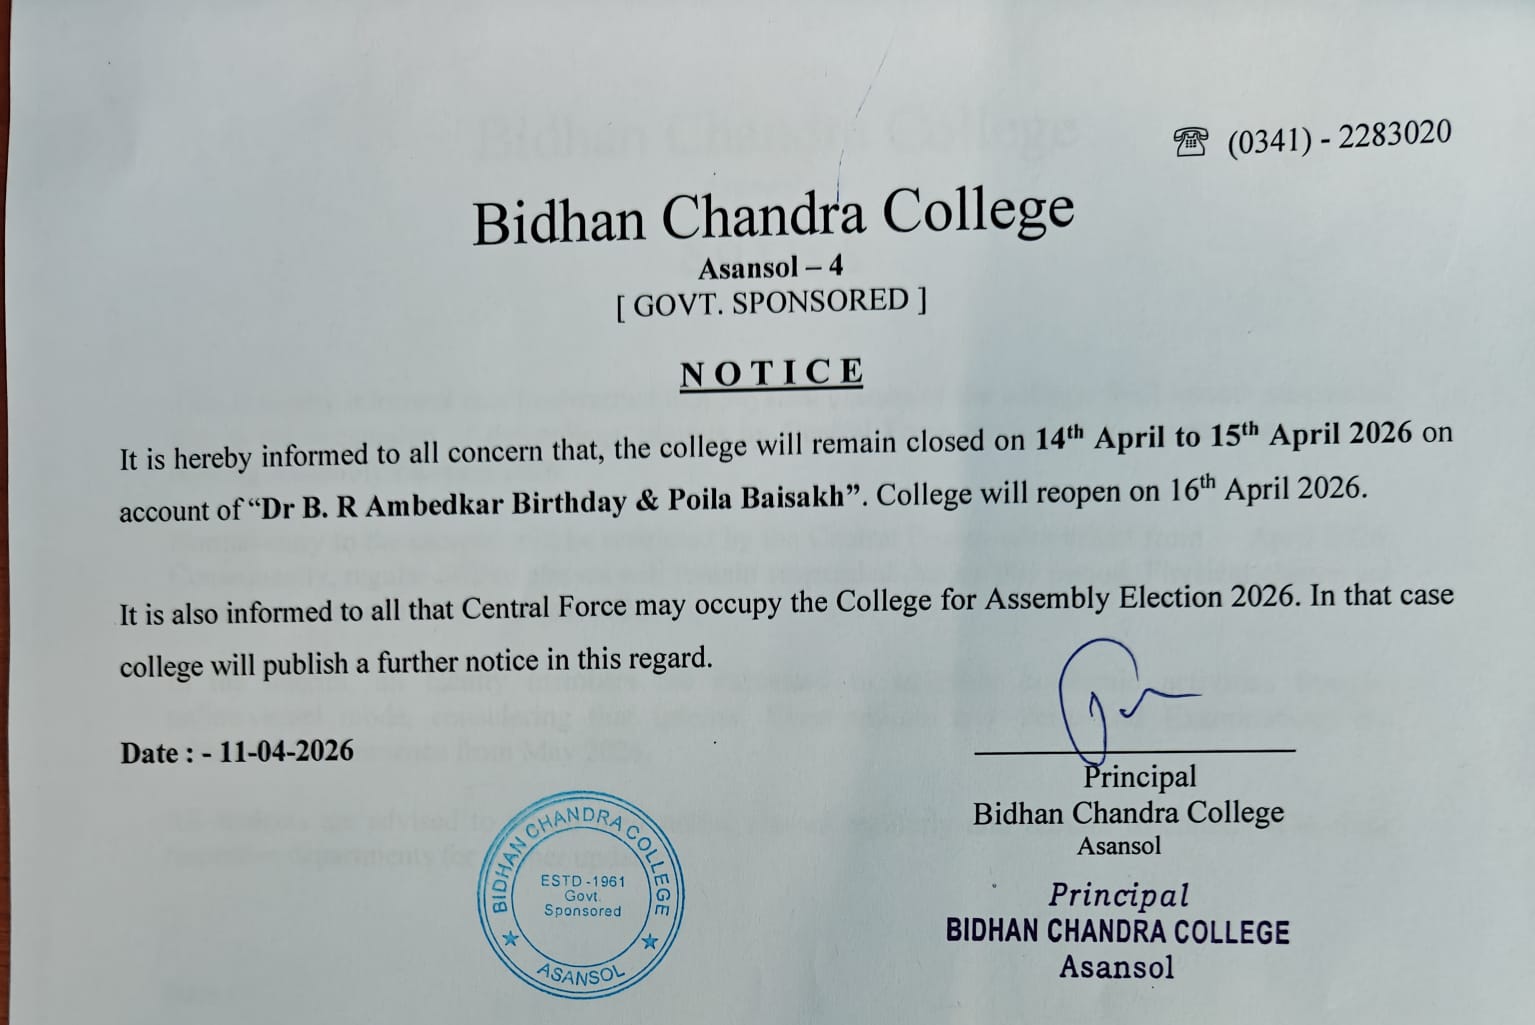 ☏ (0341) - 2283020
Bidhan Chandra College
Asansol – 4
[ GOVT. SPONSORED ]
NOTICE
It is hereby informed to all concern that, the college will remain closed on 14th April to 15th April 2026 on
account of “Dr B. R Ambedkar Birthday & Poila Baisakh”. College will reopen on 16th April 2026.
It is also informed to all that Central Force may occupy the College for Assembly Election 2026. In that case
college will publish a further notice in this regard.
Date : - 11-04-2026
Principal
Bidhan Chandra College
Asansol
Principal
BIDHAN CHANDRA COLLEGE
Asansol
BIDHAN CHANDRA COLLEGE
ESTD -1961
Govt.
Sponsored
ASANSOL